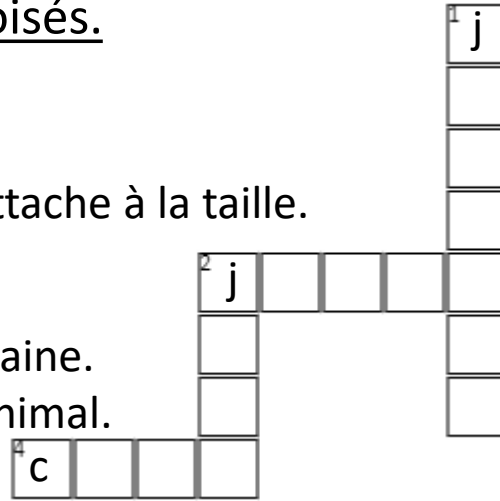 oisés.
1 j
ttache à la taille.
2 j
aine.
nimal.
4 c